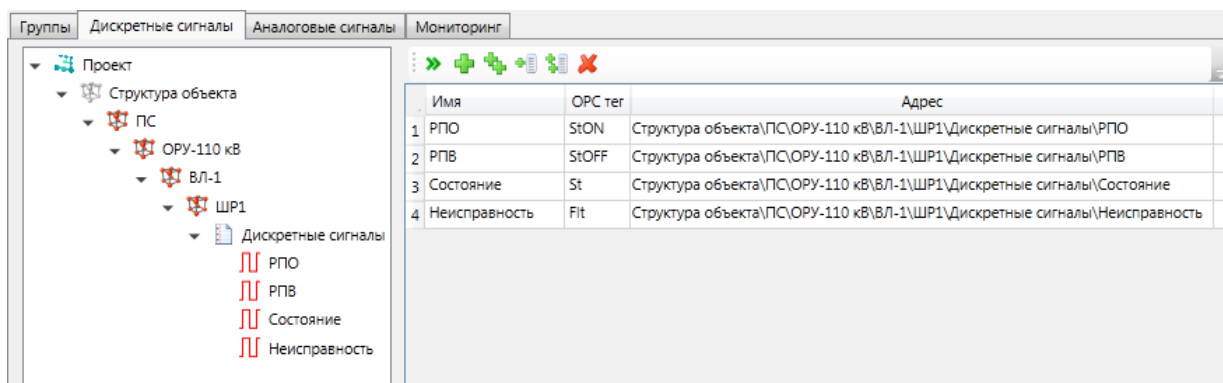 Группы Дискретные сигналы Аналоговые сигналы Мониторинг
Проект
Структура объекта
ПС
ОРУ-110 кВ
ВЛ-1
ШР1
Дискретные сигналы
РПО
РПВ
Состояние
Неисправность
Имя OPC тег Адрес
1 РПО StON Структура объекта\ПС\ОРУ-110 кВ\ВЛ-1\ШР1\Дискретные сигналы\РПО
2 РПВ StOFF Структура объекта\ПС\ОРУ-110 кВ\ВЛ-1\ШР1\Дискретные сигналы\РПВ
3 Состояние St Структура объекта\ПС\ОРУ-110 кВ\ВЛ-1\ШР1\Дискретные сигналы\Состояние
4 Неисправность Flt Структура объекта\ПС\ОРУ-110 кВ\ВЛ-1\ШР1\Дискретные сигналы\Неисправность